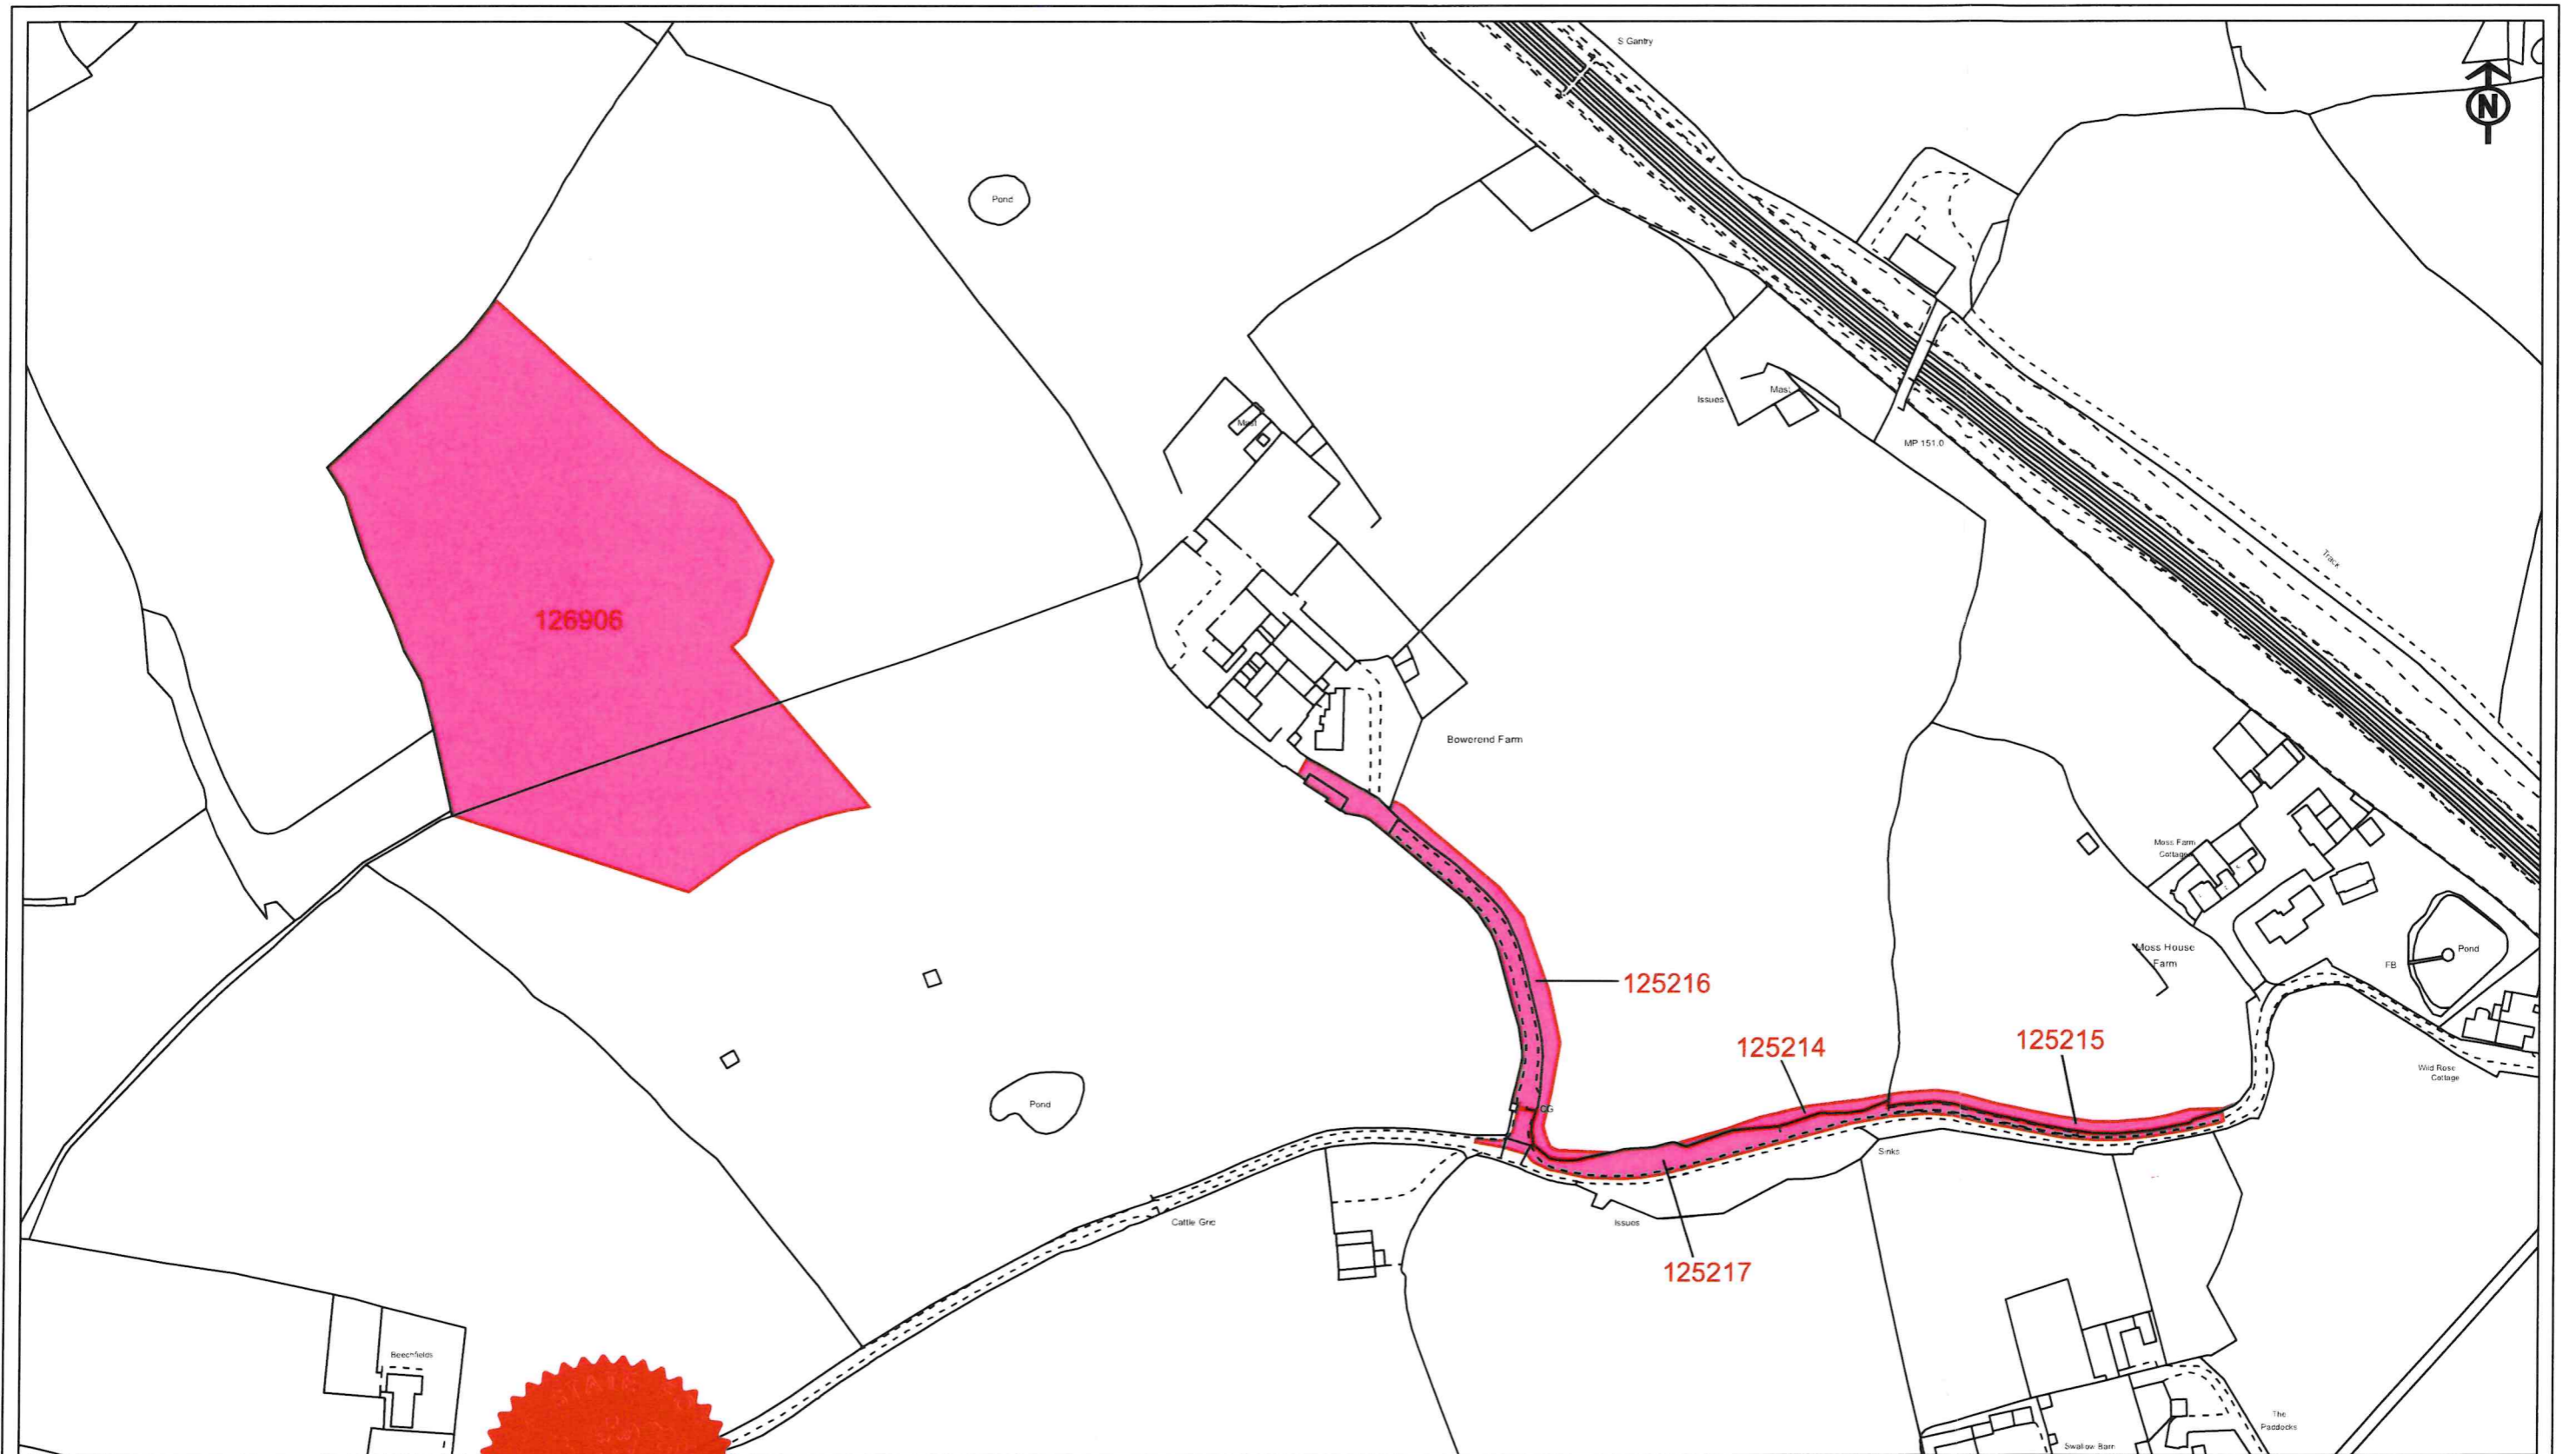 S Gantry
N
Pond
Mast
Issues
Mast
MP 151.0
Track
126906
Bowerend Farm
Moss Farm
Cottage
Moss House
Farm
Pond
FB
125216
125214
125215
Wild Rose
Cottage
CG
Pond
Sinks
Cattle Grid
Issues
125217
Beechfields
The
Paddocks
Swallow Barn